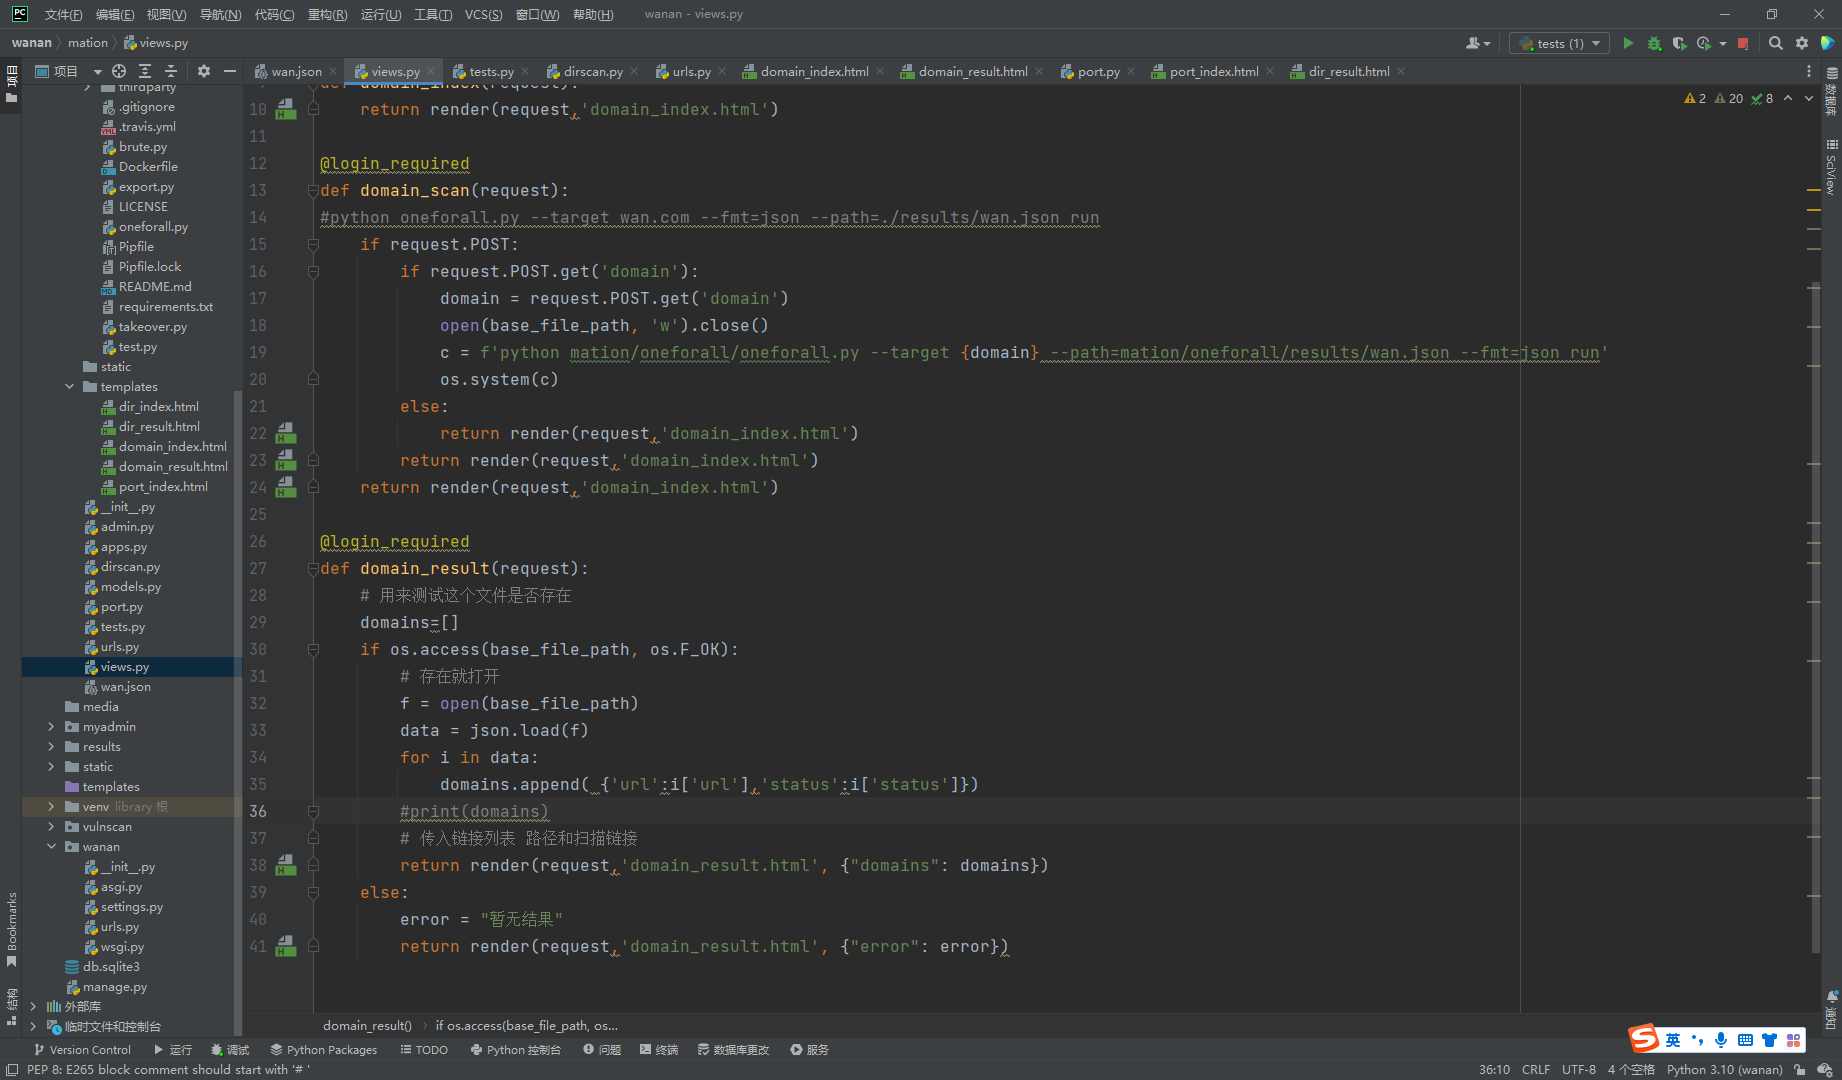 文件(F) 编辑(E) 视图(V) 导航(N) 代码(C) 重构(R) 运行(U) 工具(T) VCS(S) 窗口(W) 帮助(H) wanan - views.py
wanan mation views.py tests (1)
项目 wan.json views.py tests.py dirscan.py urls.py domain_index.html domain_result.html port.py port_index.html dir_result.html
项目
thirdparty
.gitignore
.travis.yml
brute.py
Dockerfile
export.py
LICENSE
oneforall.py
Pipfile
Pipfile.lock
README.md
requirements.txt
takeover.py
test.py
static
templates
dir_index.html
dir_result.html
domain_index.html
domain_result.html
port_index.html
__init__.py
admin.py
apps.py
dirscan.py
models.py
port.py
tests.py
urls.py
views.py
wan.json
media
myadmin
results
static
templates
venv library 根
vulnscan
wanan
__init__.py
asgi.py
settings.py
urls.py
wsgi.py
db.sqlite3
manage.py
外部库
临时文件和控制台
Bookmarks
结构
2 20 8
9 def domain_index(request):
10 return render(request,'domain_index.html')
11
12 @login_required
13 def domain_scan(request):
14 #python oneforall.py --target wan.com --fmt=json --path=./results/wan.json run
15 if request.POST:
16 if request.POST.get('domain'):
17 domain = request.POST.get('domain')
18 open(base_file_path, 'w').close()
19 c = f'python mation/oneforall/oneforall.py --target {domain} --path=mation/oneforall/results/wan.json --fmt=json run'
20 os.system(c)
21 else:
22 return render(request,'domain_index.html')
23 return render(request,'domain_index.html')
24 return render(request,'domain_index.html')
25
26 @login_required
27 def domain_result(request):
28 # 用来测试这个文件是否存在
29 domains=[]
30 if os.access(base_file_path, os.F_OK):
31 # 存在就打开
32 f = open(base_file_path)
33 data = json.load(f)
34 for i in data:
35 domains.append( {'url':i['url'],'status':i['status']})
36 #print(domains)
37 # 传入链接列表 路径和扫描链接
38 return render(request,'domain_result.html', {"domains": domains})
39 else:
40 error = "暂无结果"
41 return render(request,'domain_result.html', {"error": error})
数据库
SciView
通知
domain_result() if os.access(base_file_path, os...
Version Control 运行 调试 Python Packages TODO Python 控制台 问题 终端 数据库更改 服务
英
PEP 8: E265 block comment should start with '# ' 36:10 CRLF UTF-8 4 个空格 Python 3.10 (wanan)